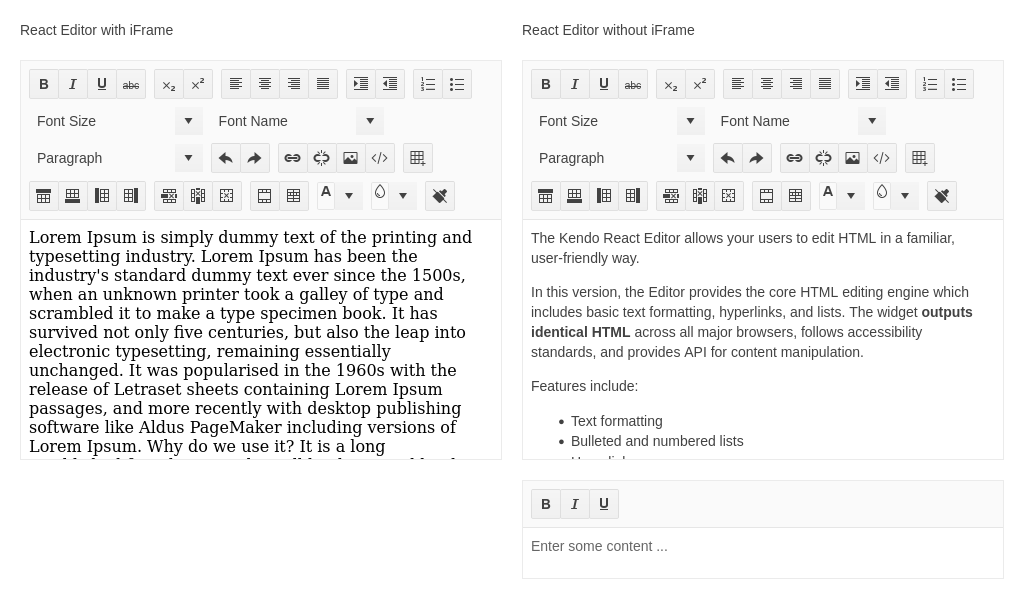 React Editor with iFrame
React Editor without iFrame
B I U abc X₂ X²
Font Size Font Name
Paragraph
A
Lorem Ipsum is simply dummy text of the printing and
typesetting industry. Lorem Ipsum has been the
industry's standard dummy text ever since the 1500s,
when an unknown printer took a galley of type and
scrambled it to make a type specimen book. It has
survived not only five centuries, but also the leap into
electronic typesetting, remaining essentially
unchanged. It was popularised in the 1960s with the
release of Letraset sheets containing Lorem Ipsum
passages, and more recently with desktop publishing
software like Aldus PageMaker including versions of
Lorem Ipsum. Why do we use it? It is a long
B I U abc X₂ X²
Font Size Font Name
Paragraph
A
The Kendo React Editor allows your users to edit HTML in a familiar,
user-friendly way.
In this version, the Editor provides the core HTML editing engine which
includes basic text formatting, hyperlinks, and lists. The widget outputs
identical HTML across all major browsers, follows accessibility
standards, and provides API for content manipulation.
Features include:
Text formatting
Bulleted and numbered lists
B I U
Enter some content ...